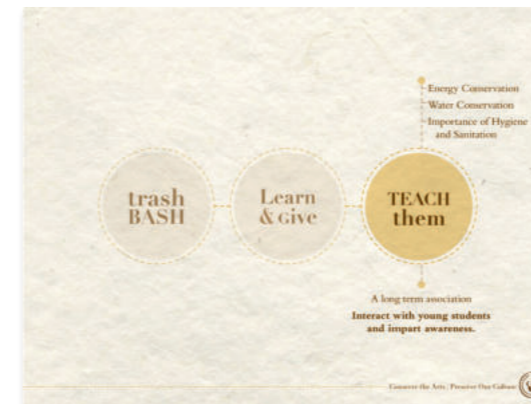 Energy Conservation
Water Conservation
Importance of Hygiene
and Sanitation
trash
BASH
Learn
& Give
TEACH
them
A long term association
Interact with young students
and impart awareness.
Conserve the Arts, Preserve Our Culture